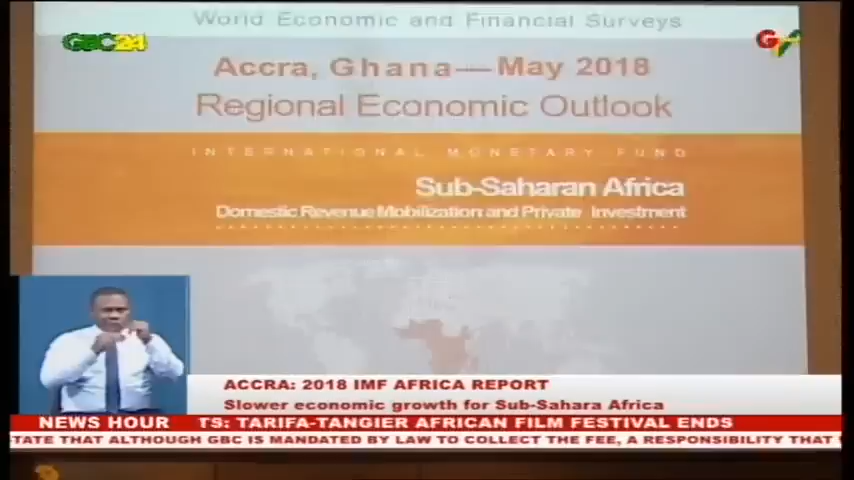 World Economic and Financial Surveys
GBC24
GTV
Accra, Ghana—May 2018
Regional Economic Outlook
INTERNATIONAL MONETARY FUND
Sub-Saharan Africa
Domestic Revenue Mobilization and Private Investment
ACCRA: 2018 IMF AFRICA REPORT
Slower economic growth for Sub-Sahara Africa
NEWS HOUR
TS: TARIFA-TANGIER AFRICAN FILM FESTIVAL ENDS
TATE THAT ALTHOUGH GBC IS MANDATED BY LAW TO COLLECT THE FEE, A RESPONSIBILITY THAT